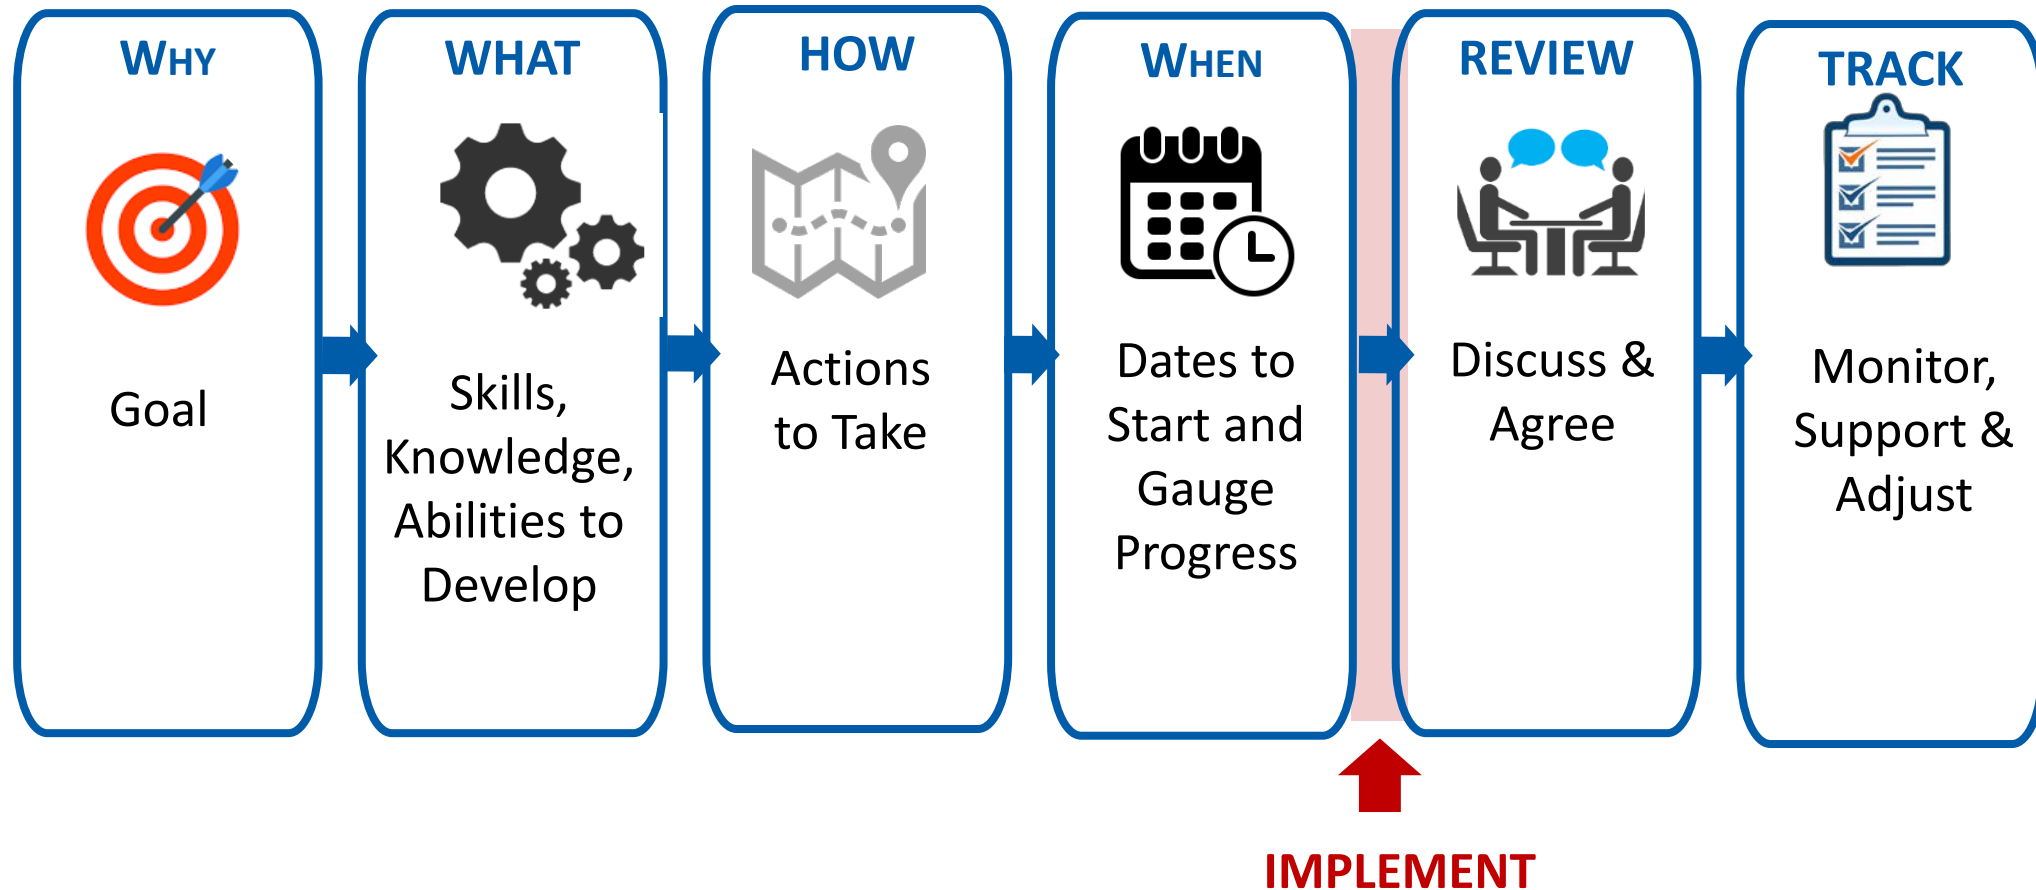 WHY
Goal
WHAT
Skills,
Knowledge,
Abilities to
Develop
HOW
Actions
to Take
WHEN
Dates to
Start and
Gauge
Progress
REVIEW
Discuss &
Agree
TRACK
Monitor,
Support &
Adjust
IMPLEMENT